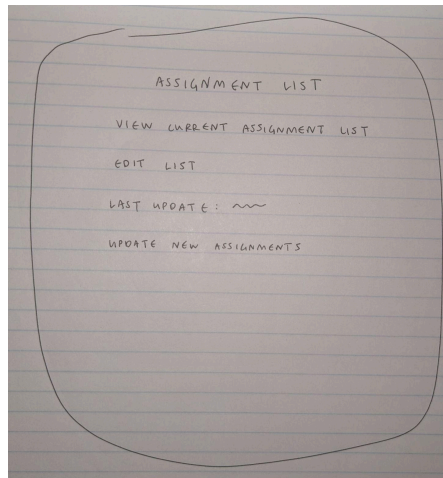 ASSIGNMENT LIST
VIEW CURRENT ASSIGNMENT LIST
EDIT LIST
LAST UPDATE:
UPDATE NEW ASSIGNMENTS